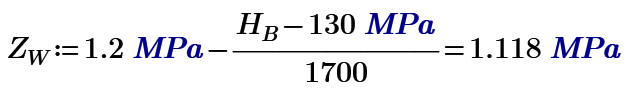 Z_W := 1.2 MPa − (H_B − 130 MPa) / 1700 = 1.118 MPa